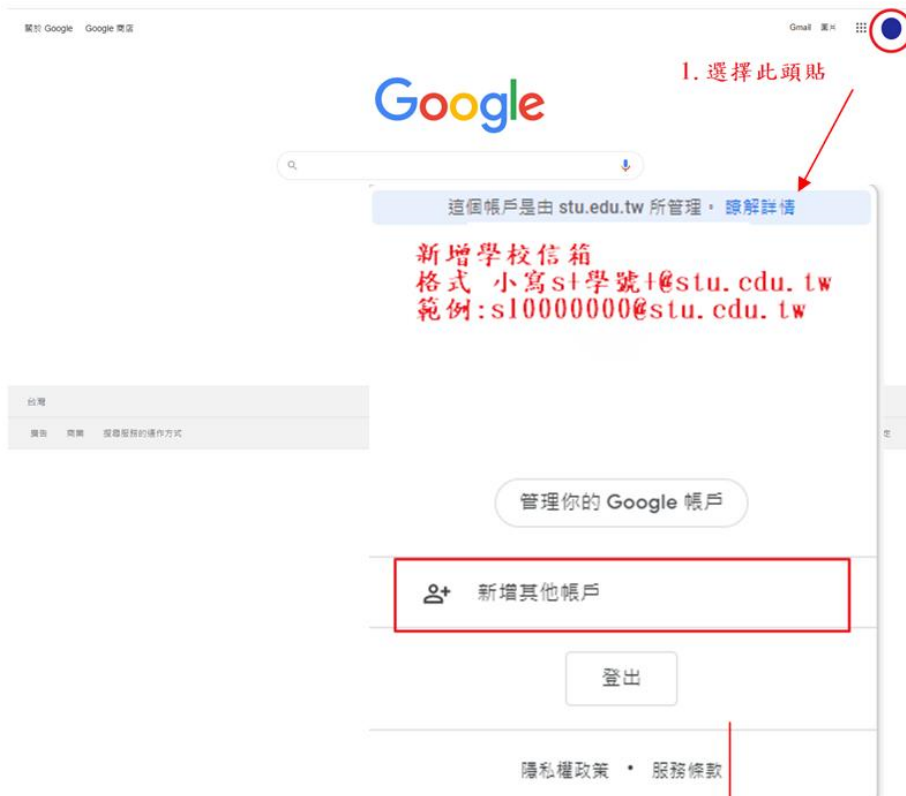 關於 Google Google 商店
Gmail 圖片
1.選擇此頭貼
Google
這個帳戶是由 stu.edu.tw 所管理。 瞭解詳情
新增學校信箱
格式 小寫s+學號+@stu.cdu.tw
範例:s10000000@stu.cdu.tw
台灣
廣告 商業 搜尋服務的運作方式
定
管理你的 Google 帳戶
新增其他帳戶
登出
隱私權政策 • 服務條款